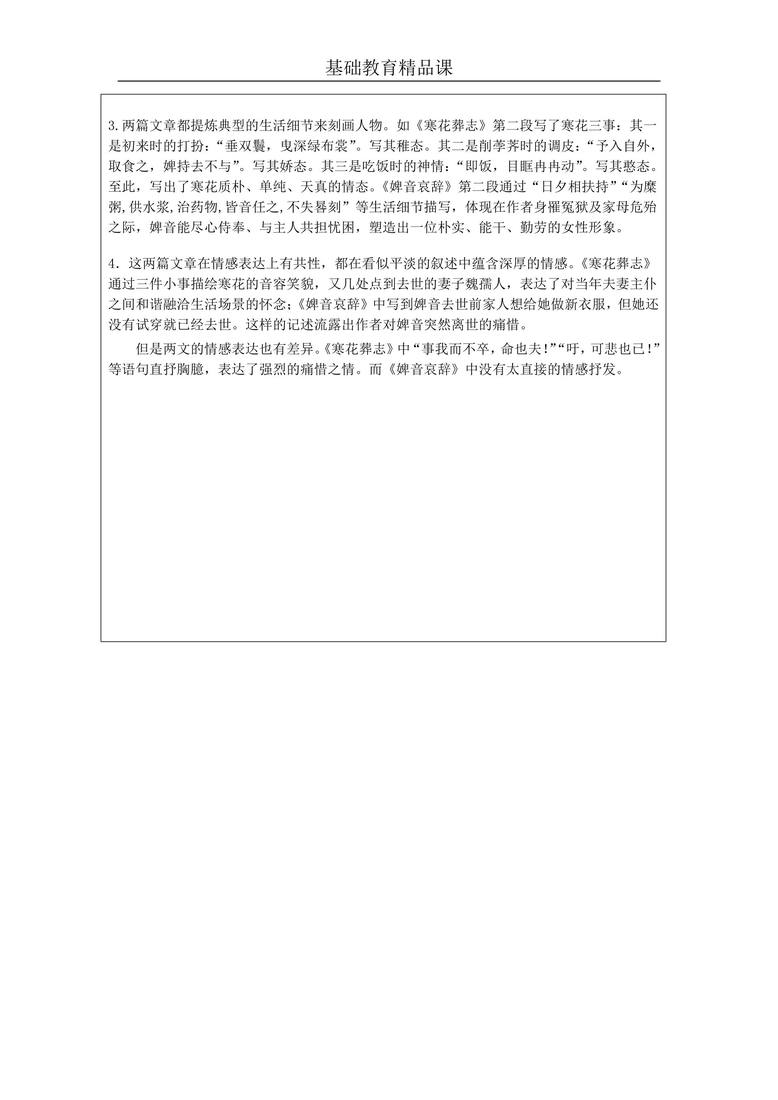 基础教育精品课
3.两篇文章都提炼典型的生活细节来刻画人物。如《寒花葬志》第二段写了寒花三事：其一
是初来时的打扮：“垂双鬟，曳深绿布裳”。写其稚态。其二是削荸荠时的调皮：“予入自外，
取食之，婢持去不与”。写其娇态。其三是吃饭时的神情：“即饭，目眶冉冉动”。写其憨态。
至此，写出了寒花质朴、单纯、天真的情态。《婢音哀辞》第二段通过“日夕相扶持”“为糜
粥,供水浆,治药物,皆音任之,不失晷刻”等生活细节描写，体现在作者身罹冤狱及家母危殆
之际，婢音能尽心侍奉、与主人共担忧困，塑造出一位朴实、能干、勤劳的女性形象。
4．这两篇文章在情感表达上有共性，都在看似平淡的叙述中蕴含深厚的情感。《寒花葬志》
通过三件小事描绘寒花的音容笑貌，又几处点到去世的妻子魏孺人，表达了对当年夫妻主仆
之间和谐融洽生活场景的怀念；《婢音哀辞》中写到婢音去世前家人想给她做新衣服，但她还
没有试穿就已经去世。这样的记述流露出作者对婢音突然离世的痛惜。
但是两文的情感表达也有差异。《寒花葬志》中“事我而不卒，命也夫！”“吁，可悲也已！”
等语句直抒胸臆，表达了强烈的痛惜之情。而《婢音哀辞》中没有太直接的情感抒发。